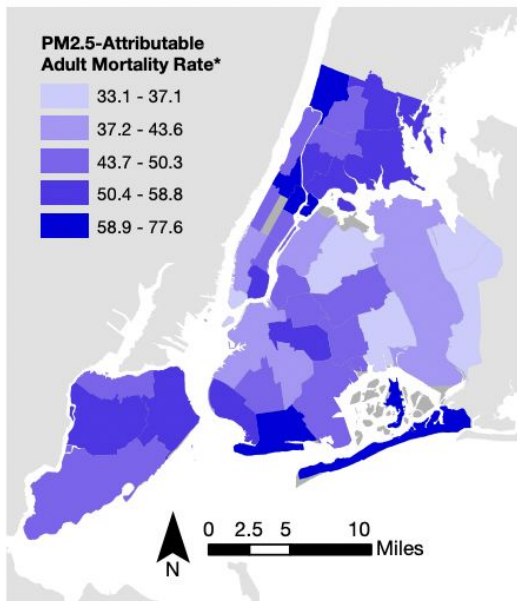 PM2.5-Attributable
Adult Mortality Rate*
33.1 - 37.1
37.2 - 43.6
43.7 - 50.3
50.4 - 58.8
58.9 - 77.6
0 2.5 5 10
Miles
N